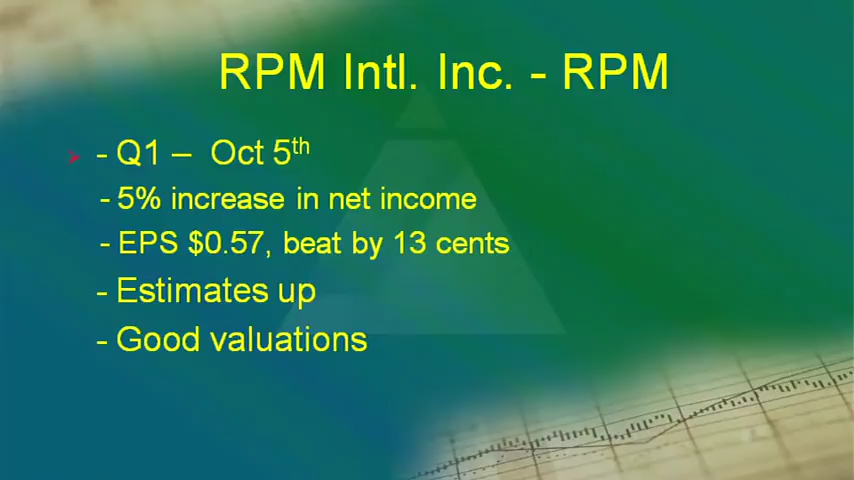 RPM Intl. Inc. - RPM
- Q1 – Oct 5th
- 5% increase in net income
- EPS $0.57, beat by 13 cents
- Estimates up
- Good valuations